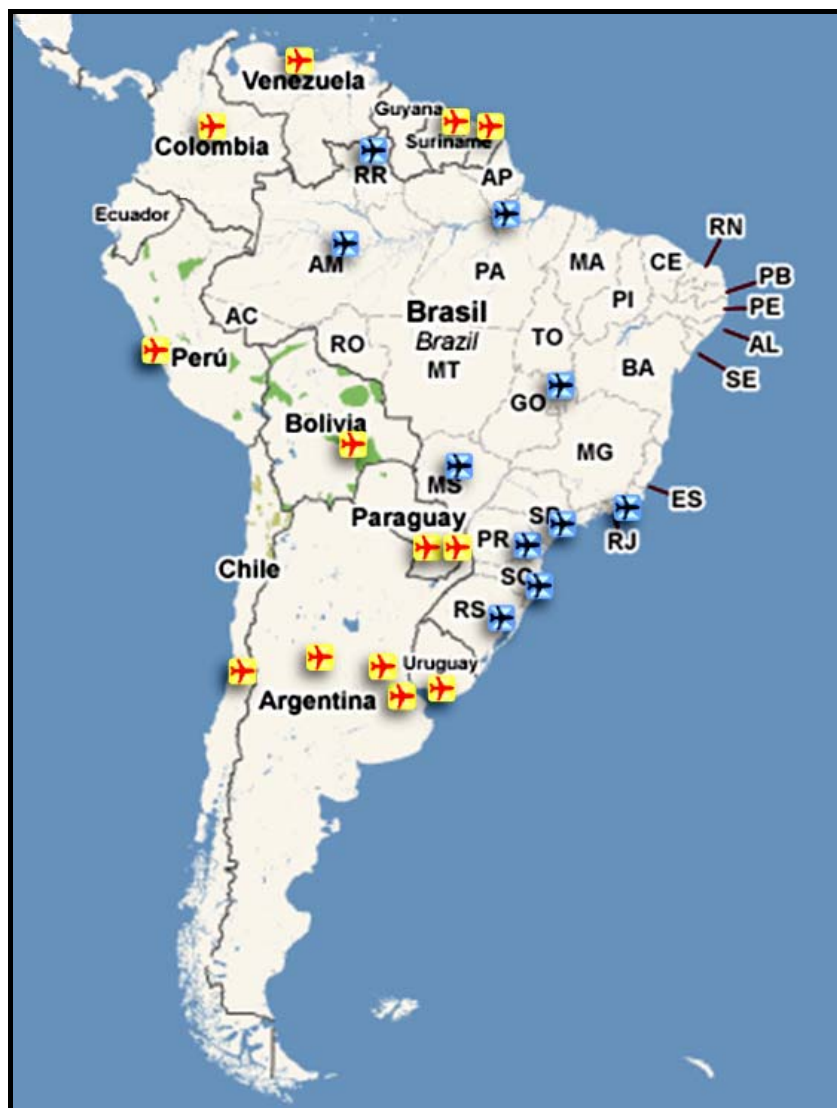 Venezuela
Guyana
Suriname
Colombia
RR
AP
Ecuador
RN
AM
PA
MA
CE
PB
PI
PE
Brasil
Brazil
AC
RO
TO
AL
Perú
MT
BA
SE
GO
Bolivia
MG
MS
ES
Paraguay
SP
PR
RJ
Chile
SC
RS
Uruguay
Argentina